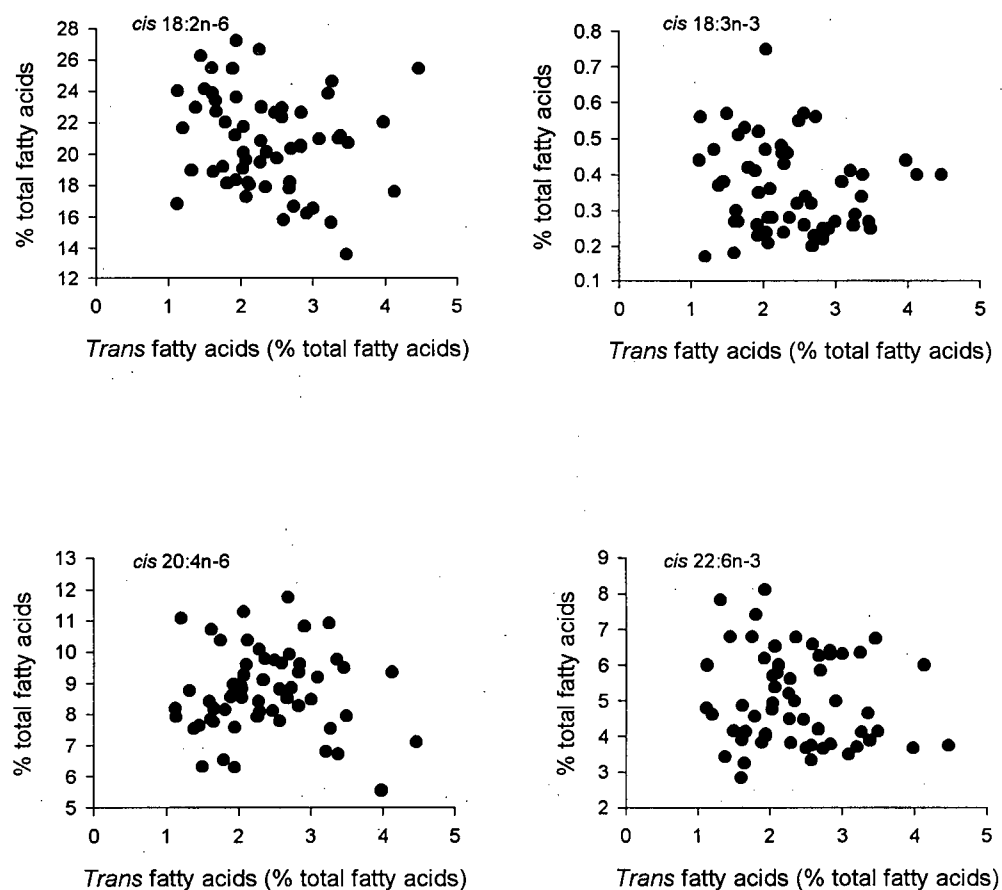 cis 18:2n-6
% total fatty acids
28
26
24
22
20
18
16
14
12
0 1 2 3 4 5
Trans fatty acids (% total fatty acids)
cis 18:3n-3
% total fatty acids
0.8
0.7
0.6
0.5
0.4
0.3
0.2
0.1
0 1 2 3 4 5
Trans fatty acids (% total fatty acids)
cis 20:4n-6
% total fatty acids
13
12
11
10
9
8
7
6
5
0 1 2 3 4 5
Trans fatty acids (% total fatty acids)
cis 22:6n-3
% total fatty acids
9
8
7
6
5
4
3
2
0 1 2 3 4 5
Trans fatty acids (% total fatty acids)